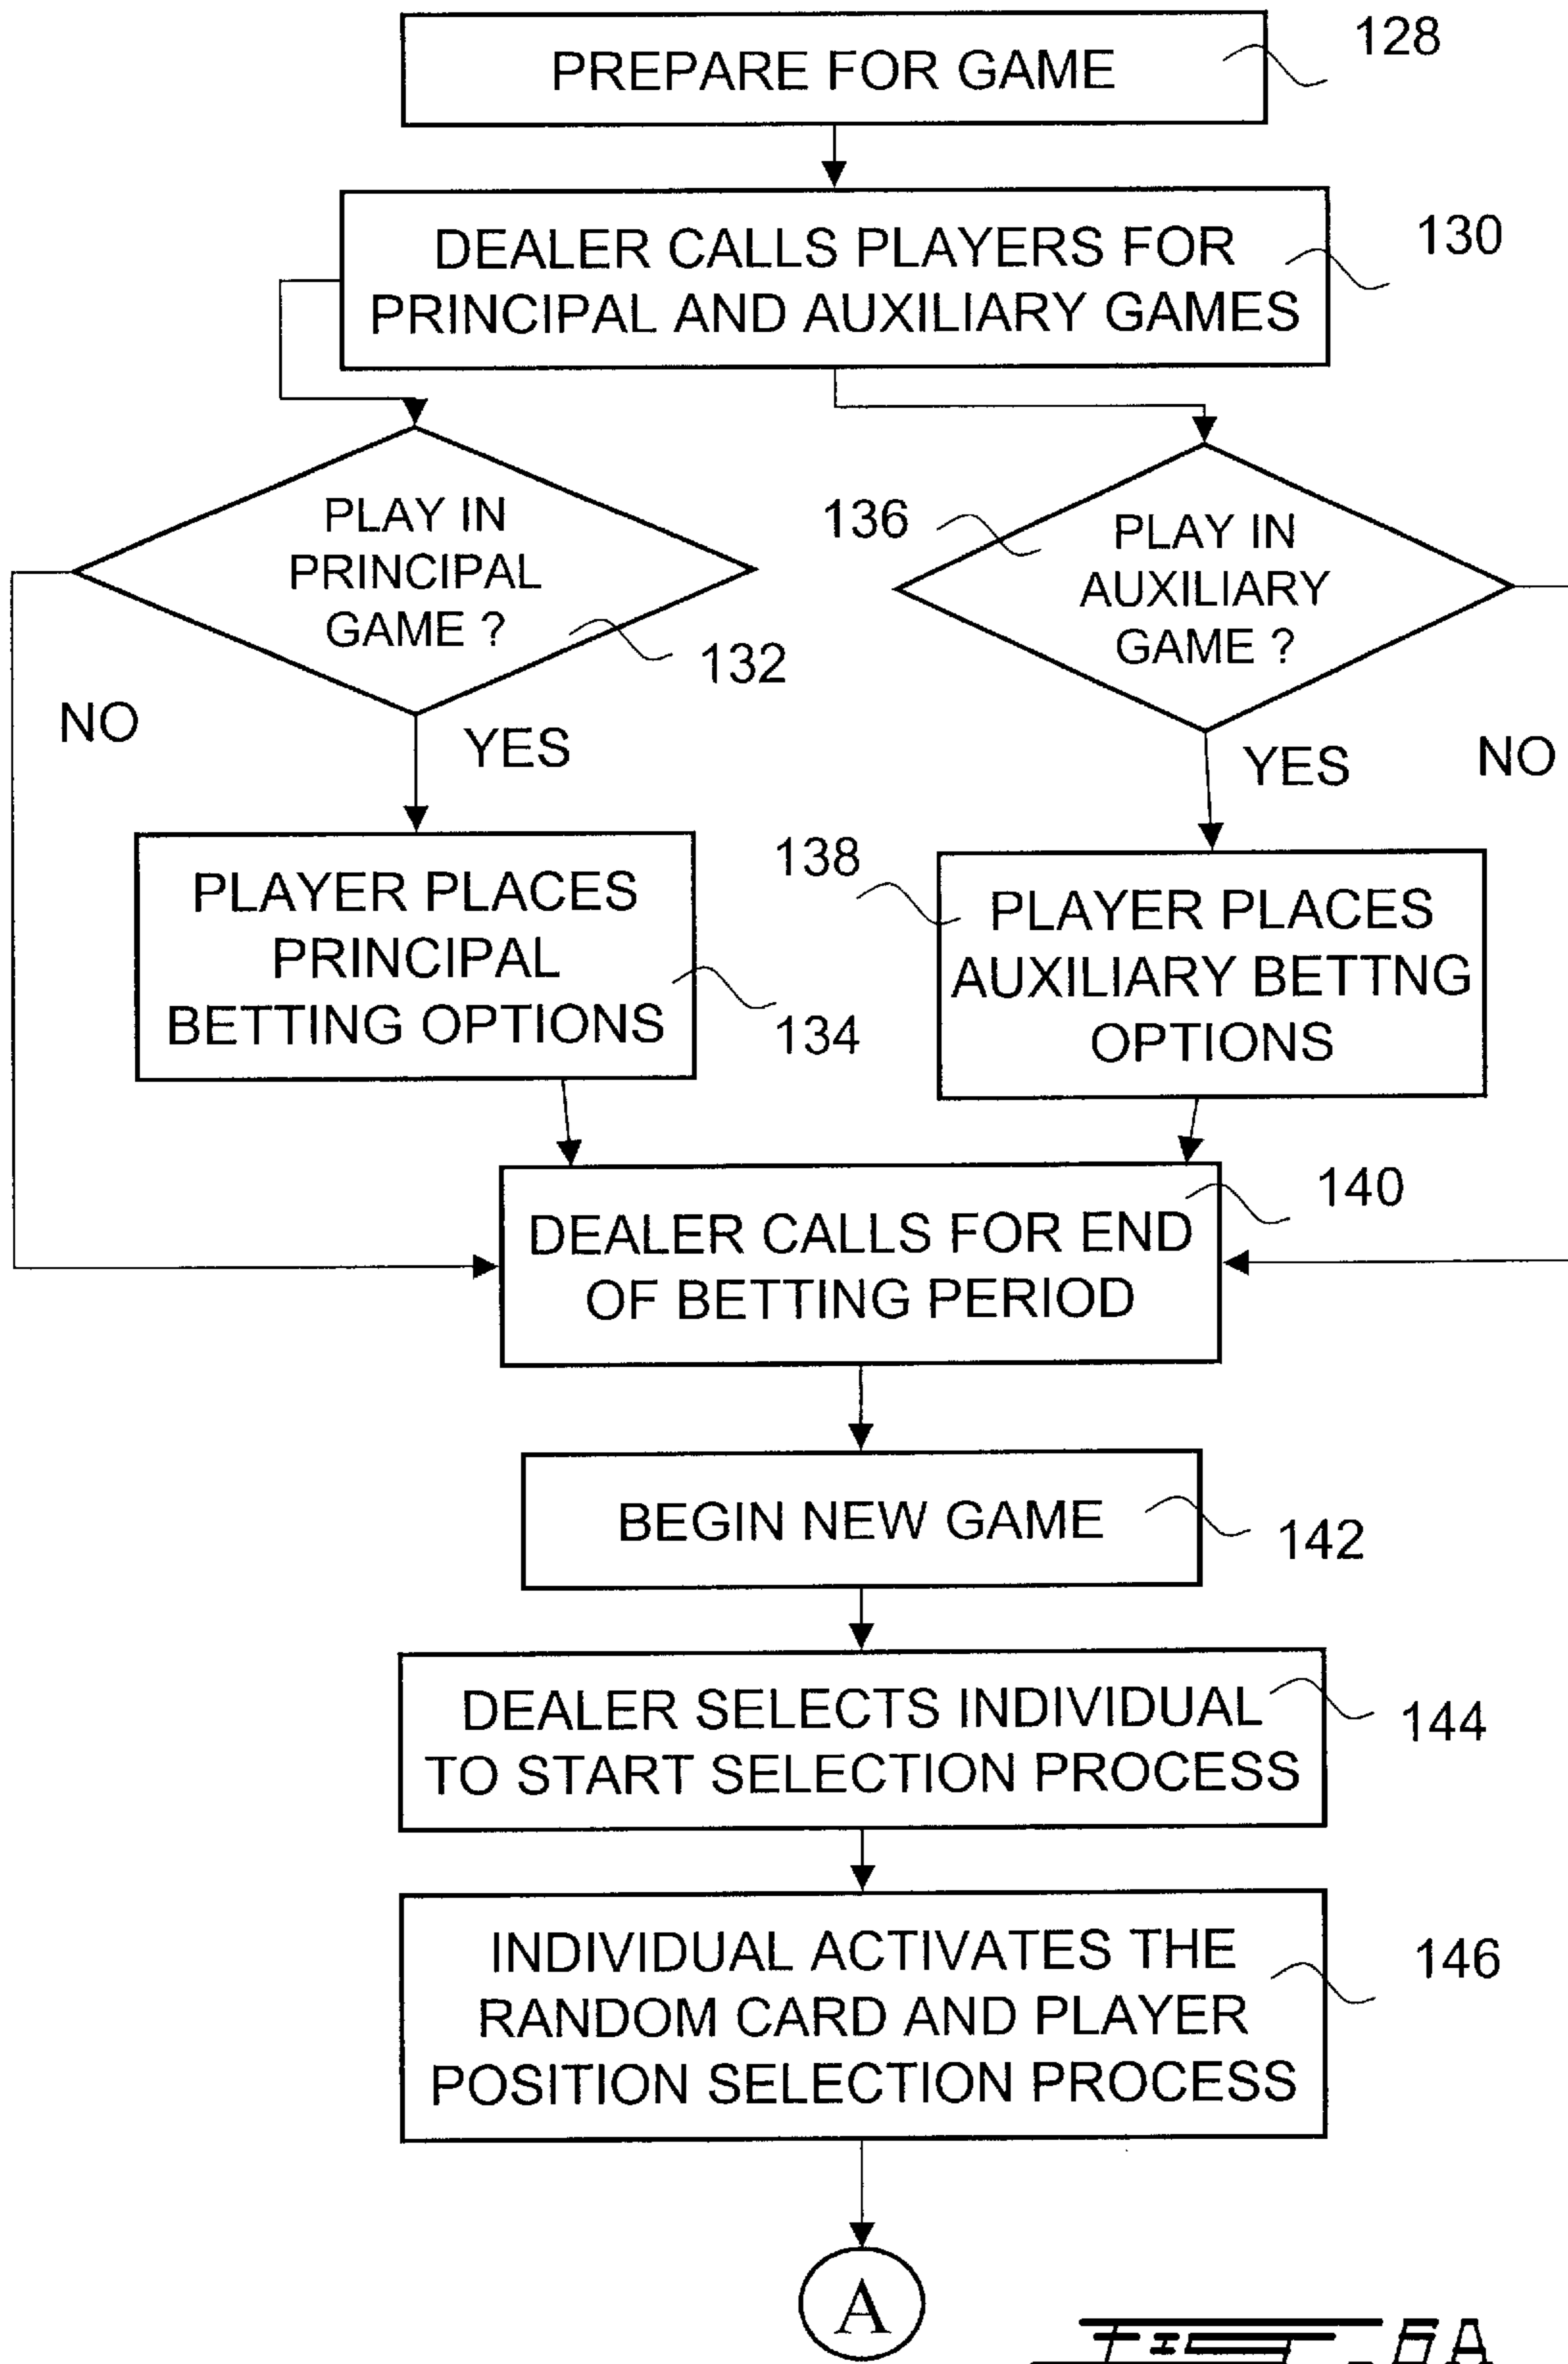 PREPARE FOR GAME
128
DEALER CALLS PLAYERS FOR
PRINCIPAL AND AUXILIARY GAMES
130
PLAY IN
PRINCIPAL
GAME ?
132
NO
YES
136
PLAY IN
AUXILIARY
GAME ?
YES
NO
PLAYER PLACES
PRINCIPAL
BETTING OPTIONS
134
138
PLAYER PLACES
AUXILIARY BETTNG
OPTIONS
DEALER CALLS FOR END
OF BETTING PERIOD
140
BEGIN NEW GAME
142
DEALER SELECTS INDIVIDUAL
TO START SELECTION PROCESS
144
INDIVIDUAL ACTIVATES THE
RANDOM CARD AND PLAYER
POSITION SELECTION PROCESS
146
A
FIG. 6A